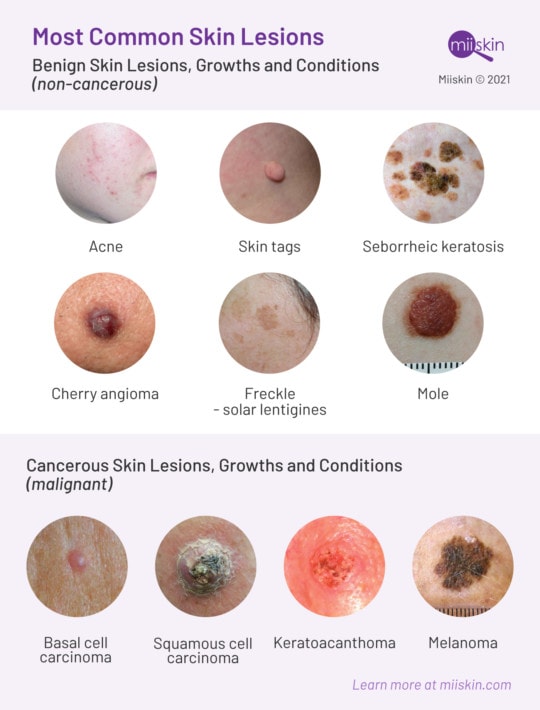 Most Common Skin Lesions
Benign Skin Lesions, Growths and Conditions
(non-cancerous)
miiskin
Miiskin © 2021
Acne
Skin tags
Seborrheic keratosis
Cherry angioma
Freckle
- solar lentigines
Mole
Cancerous Skin Lesions, Growths and Conditions
(malignant)
Basal cell
carcinoma
Squamous cell
carcinoma
Keratoacanthoma
Melanoma
Learn more at miiskin.com